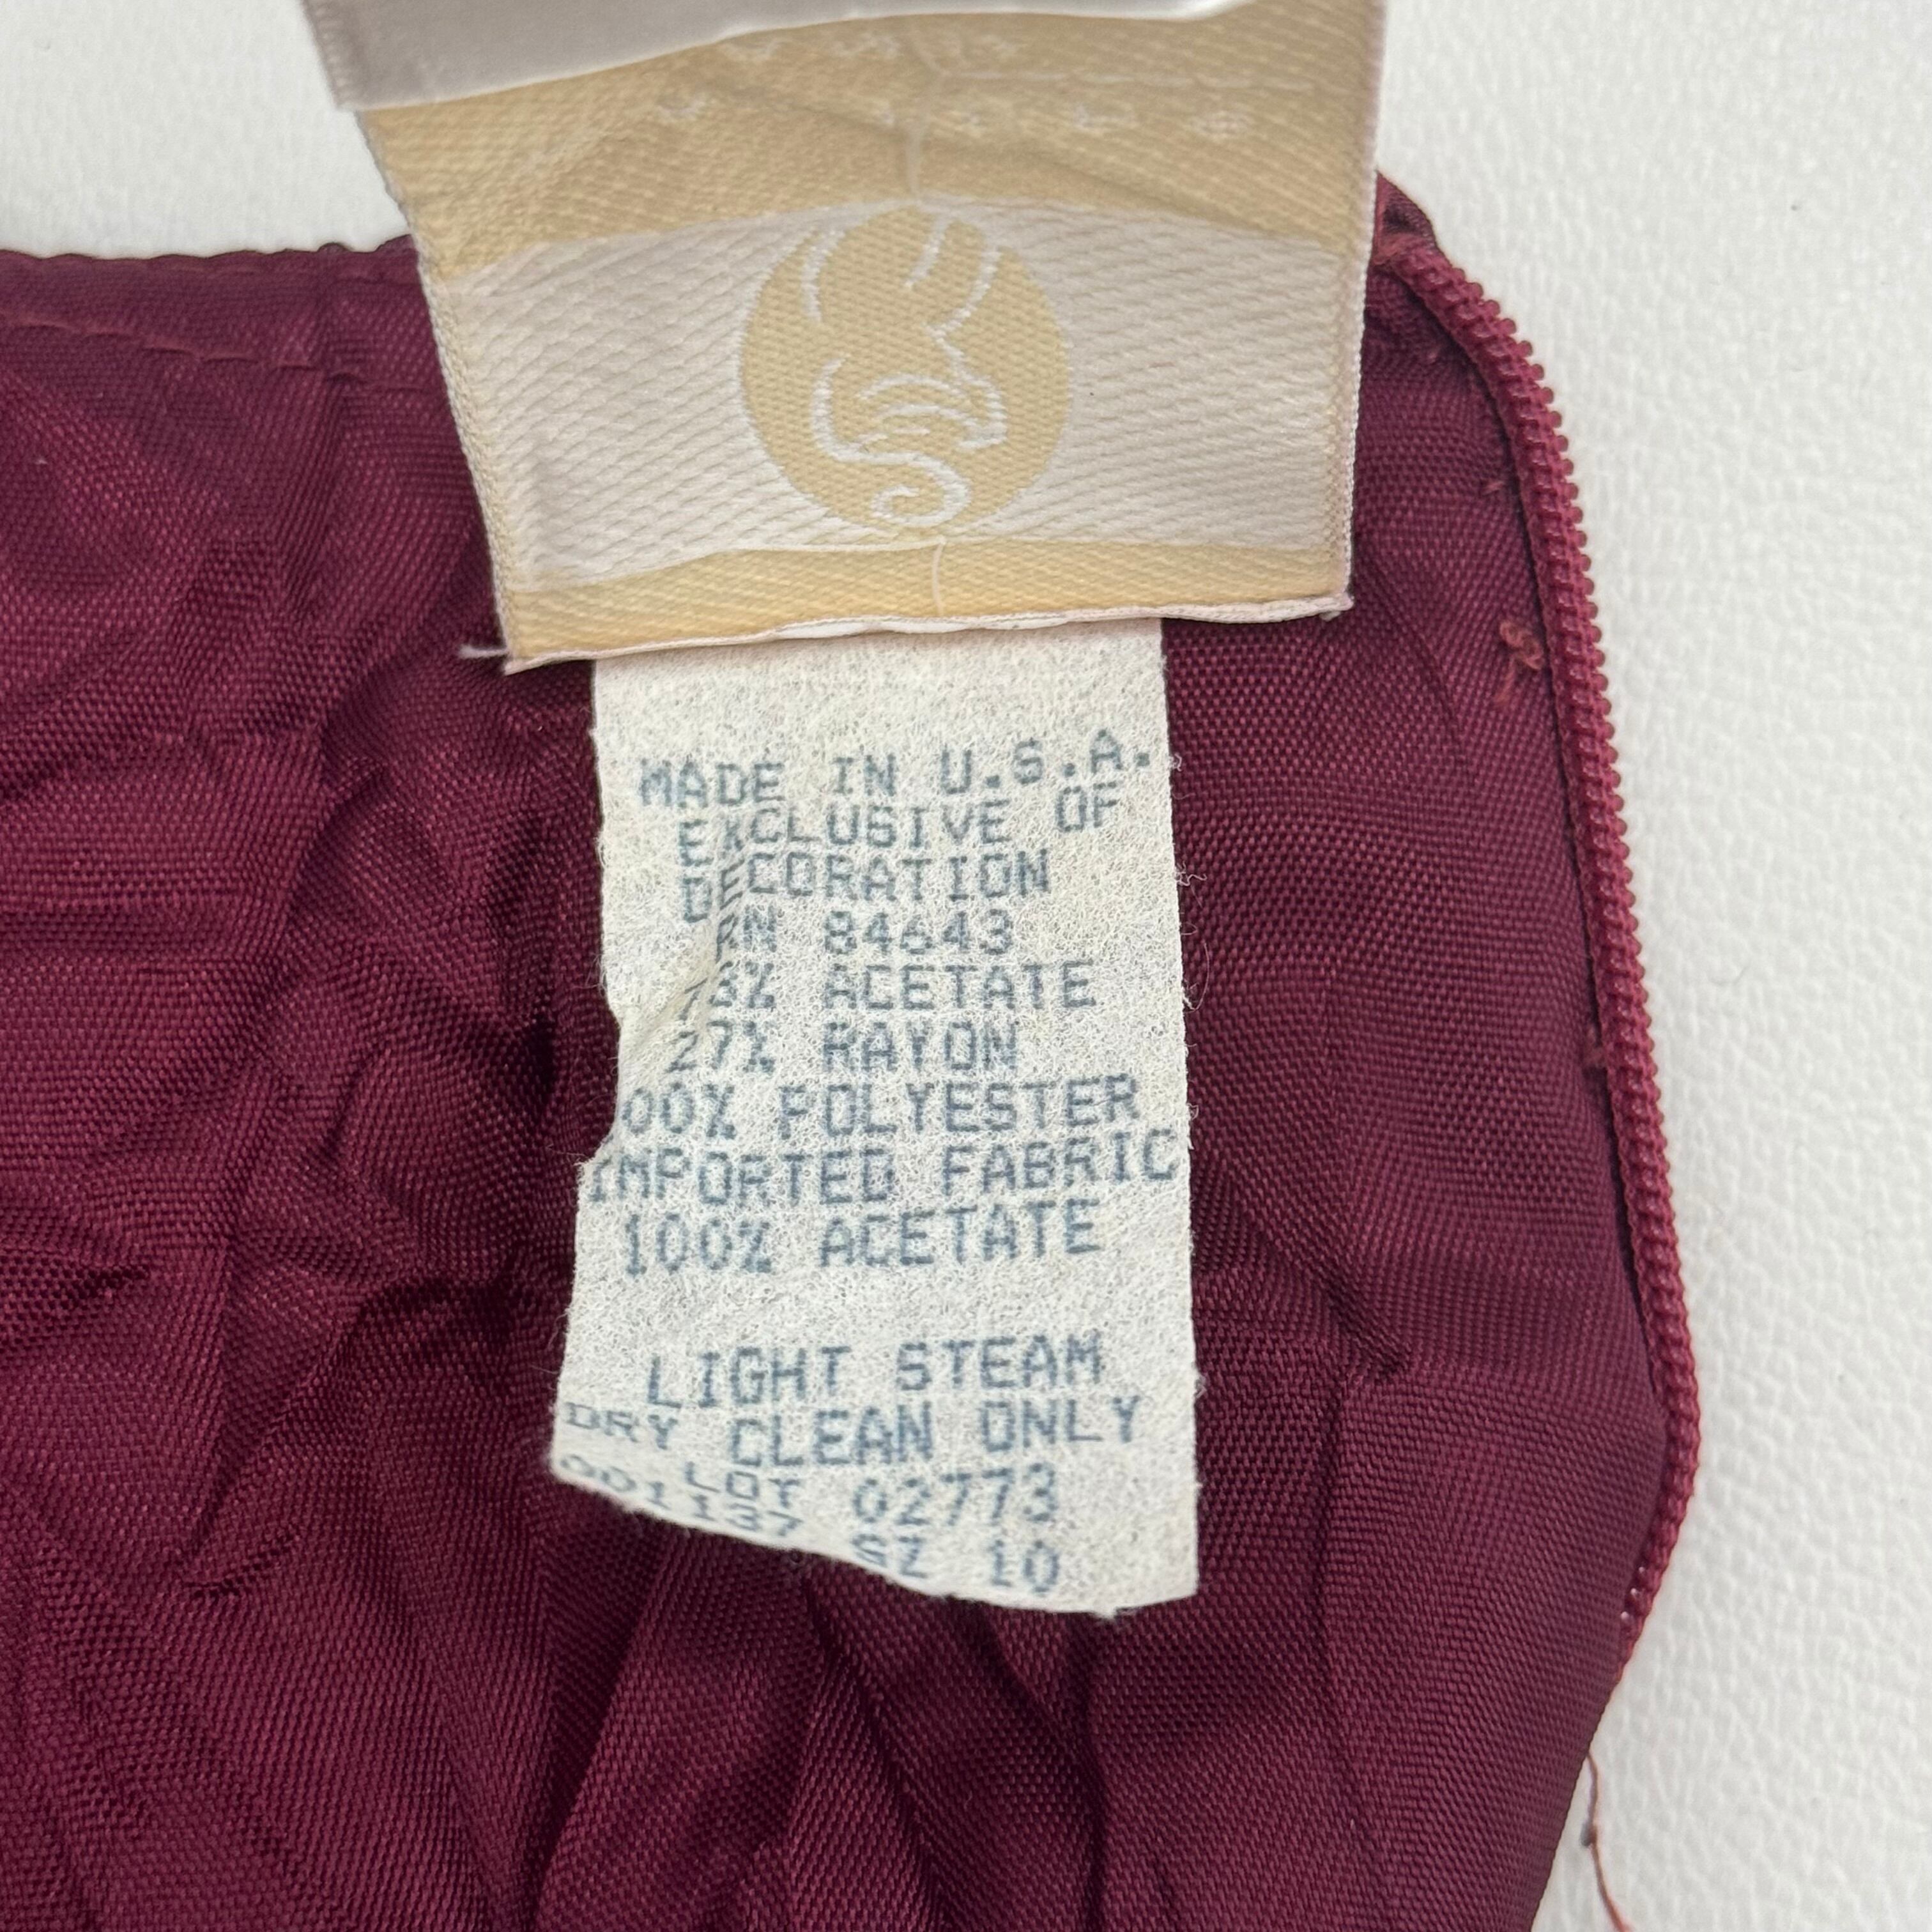 MADE IN U.S.A.
EXCLUSIVE OF
DECORATION
RN 84643
73% ACETATE
27% RAYON
00% POLYESTER
IMPORTED FABRIC
100% ACETATE
LIGHT STEAM
DRY CLEAN ONLY
LOT 02773
001137 SZ 10